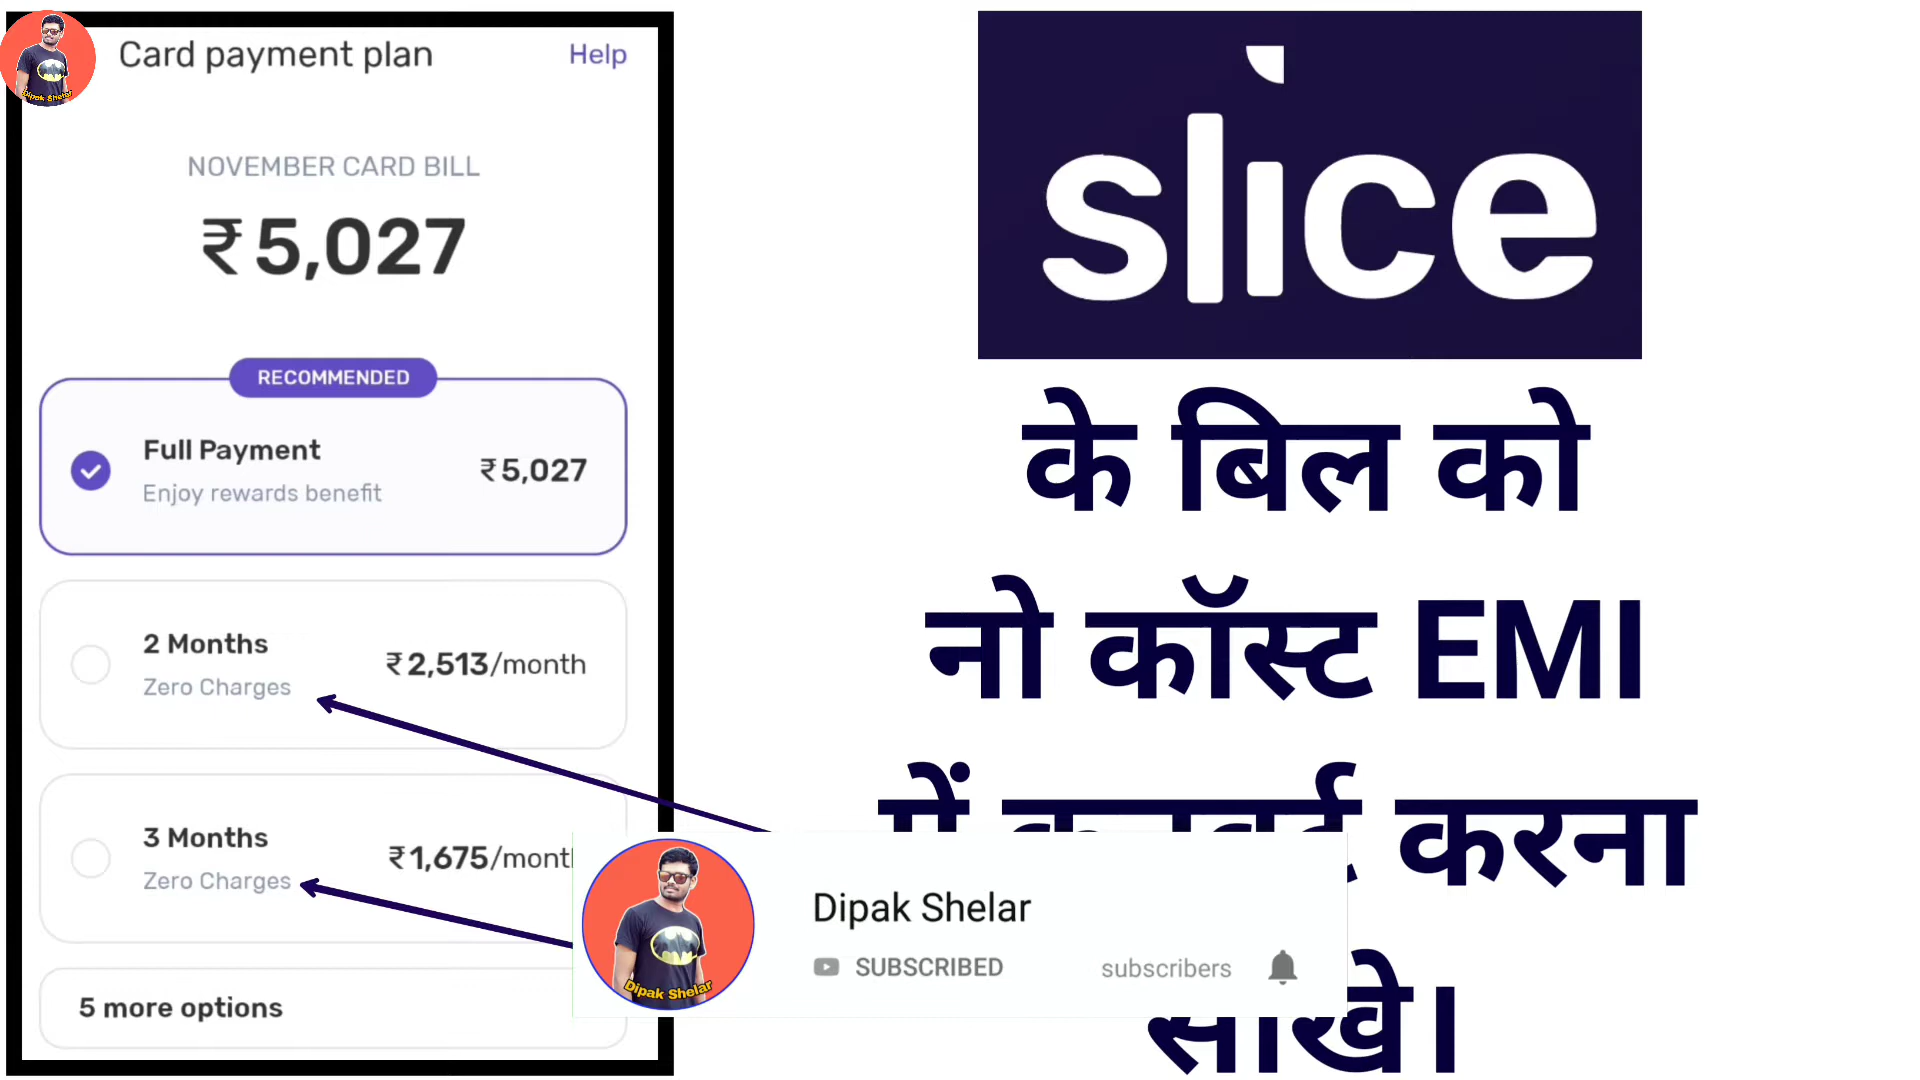 Dipak Shelar
Card payment plan
Help
NOVEMBER CARD BILL
₹5,027
RECOMMENDED
Full Payment
Enjoy rewards benefit
₹5,027
2 Months
Zero Charges
₹2,513/month
3 Months
Zero Charges
₹1,675/mont
5 more options
slice
के बिल को
नो कॉस्ट EMI
में करना
Dipak Shelar
Dipak Shelar
SUBSCRIBED
subscribers